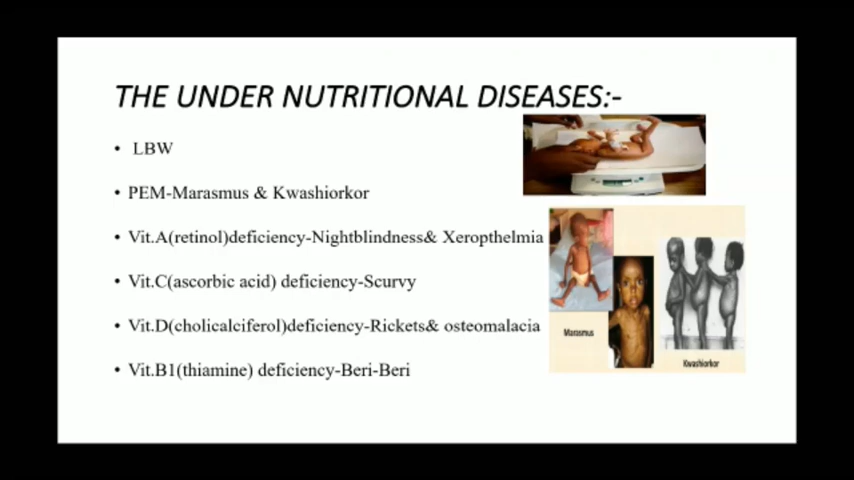 THE UNDER NUTRITIONAL DISEASES:-
• LBW
• PEM-Marasmus & Kwashiorkor
• Vit.A(retinol)deficiency-Nightblindness& Xeropthelmia
• Vit.C(ascorbic acid) deficiency-Scurvy
• Vit.D(cholicalciferol)deficiency-Rickets& osteomalacia
• Vit.B1(thiamine) deficiency-Beri-Beri
Marasmus
Kwashiorkor